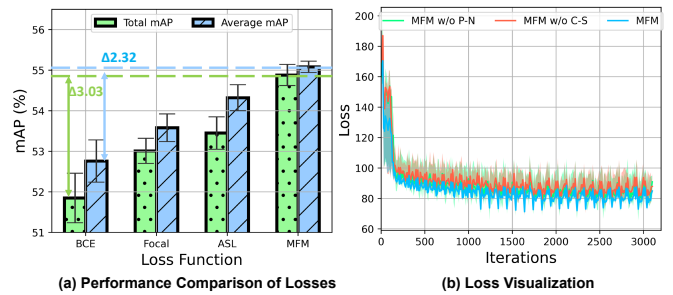 Total mAP Average mAP
56
55
54
53
52
51
mAP (%)
Δ2.32
Δ3.03
BCE Focal ASL MFM
Loss Function
(a) Performance Comparison of Losses
MFM w/o P-N MFM w/o C-S MFM
200
180
160
140
120
100
80
60
Loss
0 500 1000 1500 2000 2500 3000
Iterations
(b) Loss Visualization